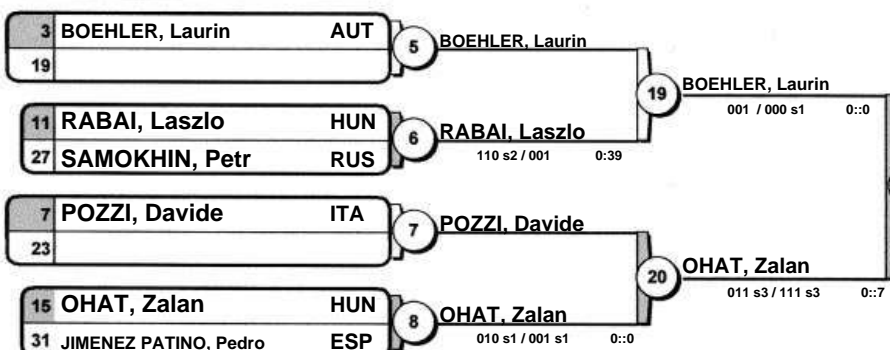 3 BOEHLER, Laurin AUT
19
5 BOEHLER, Laurin
19 BOEHLER, Laurin
001 / 000 s1 0::0
11 RABAI, Laszlo HUN
27 SAMOKHIN, Petr RUS
6 RABAI, Laszlo
110 s2 / 001 0:39
7 POZZI, Davide ITA
23
7 POZZI, Davide
20 OHAT, Zalan
011 s3 / 111 s3 0::7
15 OHAT, Zalan HUN
31 JIMENEZ PATINO, Pedro ESP
8 OHAT, Zalan
010 s1 / 001 s1 0::0